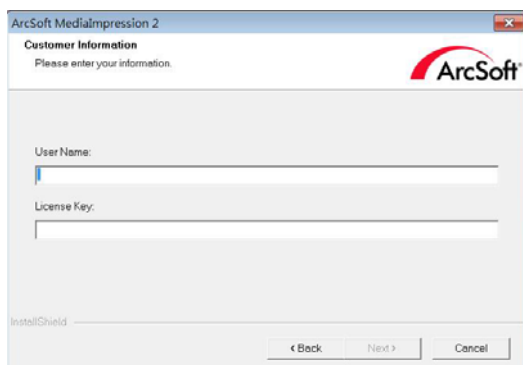 ArcSoft MediaImpression 2
Customer Information
Please enter your information.
ArcSoft
User Name:
License Key:
InstallShield
< Back
Next >
Cancel